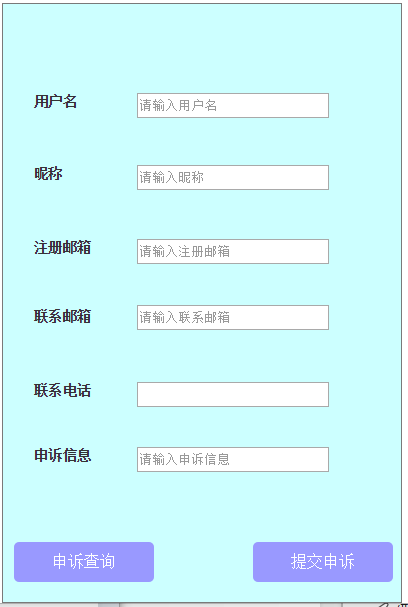 用户名 请输入用户名
昵称 请输入昵称
注册邮箱 请输入注册邮箱
联系邮箱 请输入联系邮箱
联系电话
申诉信息 请输入申诉信息
申诉查询 提交申诉